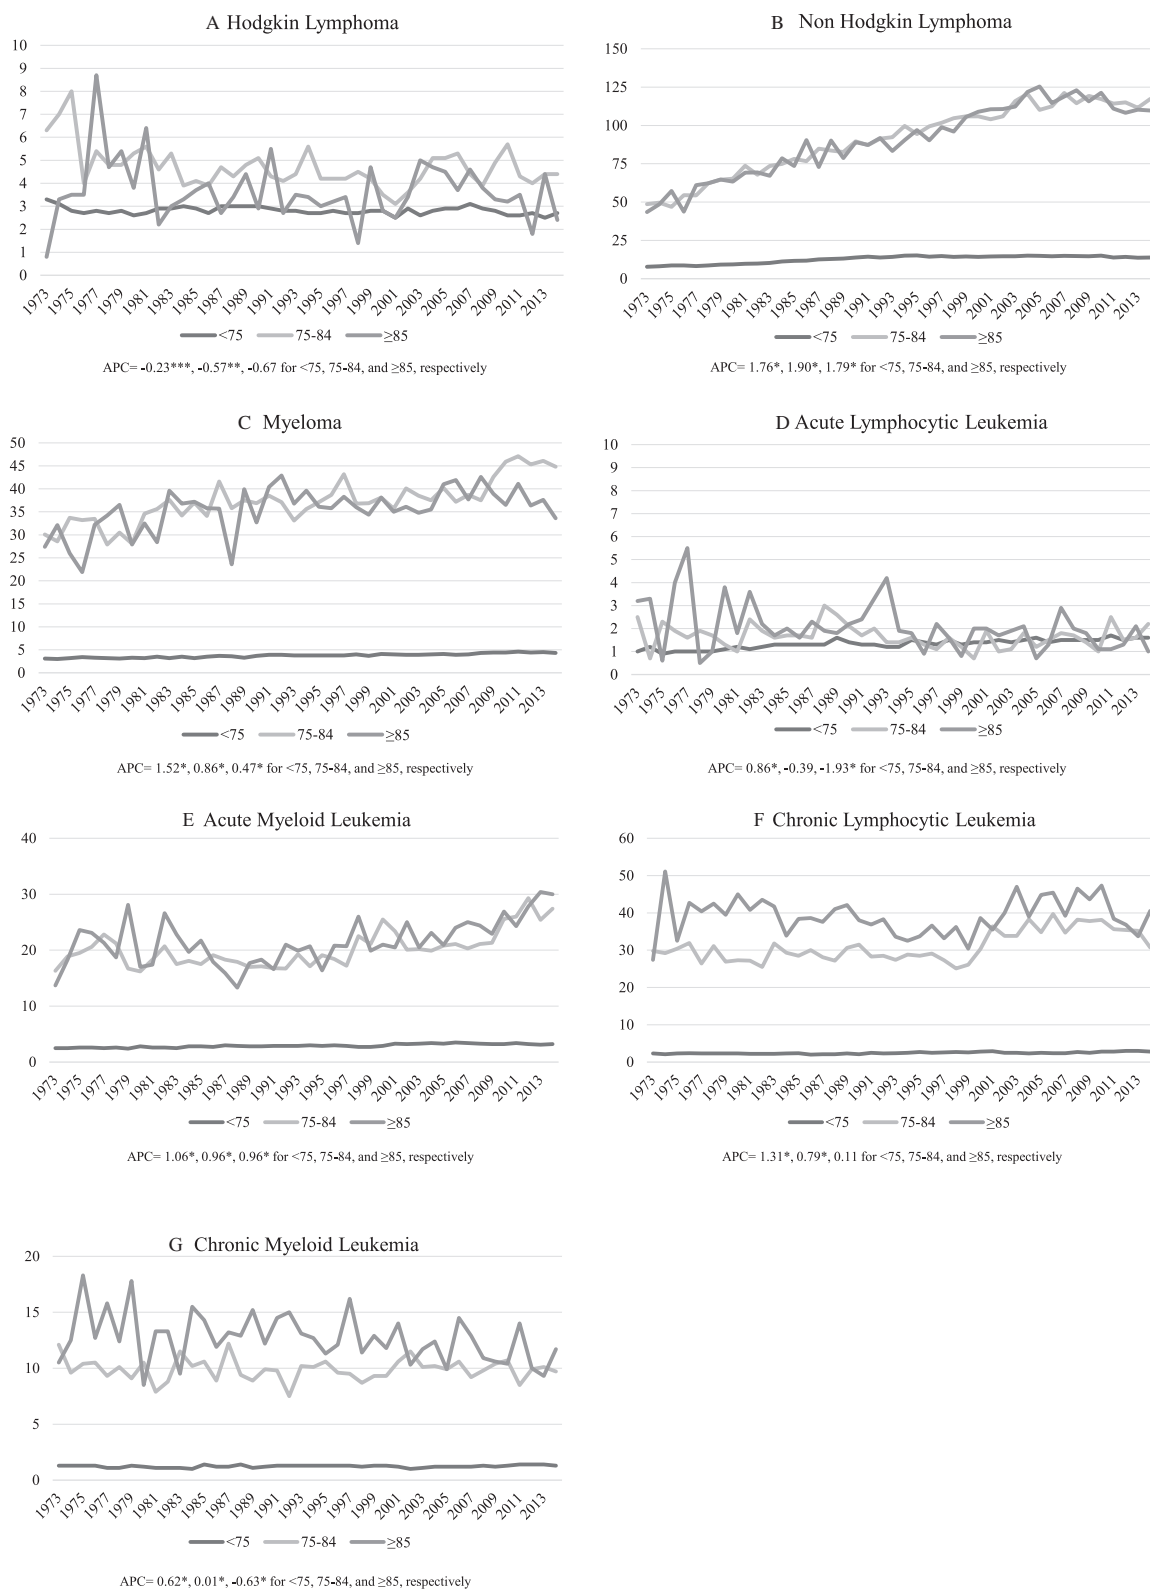 A Hodgkin Lymphoma
10
9
8
7
6
5
4
3
2
1
0
1973 1975 1977 1979 1981 1983 1985 1987 1989 1991 1993 1995 1997 1999 2001 2003 2005 2007 2009 2011 2013
<75 75-84 ≥85
APC= -0.23***, -0.57**, -0.67 for <75, 75-84, and ≥85, respectively
B Non Hodgkin Lymphoma
150
125
100
75
50
25
0
1973 1975 1977 1979 1981 1983 1985 1987 1989 1991 1993 1995 1997 1999 2001 2003 2005 2007 2009 2011 2013
<75 75-84 ≥85
APC= 1.76*, 1.90*, 1.79* for <75, 75-84, and ≥85, respectively
C Myeloma
50
45
40
35
30
25
20
15
10
5
0
1973 1975 1977 1979 1981 1983 1985 1987 1989 1991 1993 1995 1997 1999 2001 2003 2005 2007 2009 2011 2013
<75 75-84 ≥85
APC= 1.52*, 0.86*, 0.47* for <75, 75-84, and ≥85, respectively
D Acute Lymphocytic Leukemia
10
9
8
7
6
5
4
3
2
1
0
1973 1975 1977 1979 1981 1983 1985 1987 1989 1991 1993 1995 1997 1999 2001 2003 2005 2007 2009 2011 2013
<75 75-84 ≥85
APC= 0.86*, -0.39, -1.93* for <75, 75-84, and ≥85, respectively
E Acute Myeloid Leukemia
40
30
20
10
0
1973 1975 1977 1979 1981 1983 1985 1987 1989 1991 1993 1995 1997 1999 2001 2003 2005 2007 2009 2011 2013
<75 75-84 ≥85
APC= 1.06*, 0.96*, 0.96* for <75, 75-84, and ≥85, respectively
F Chronic Lymphocytic Leukemia
60
50
40
30
20
10
0
1973 1975 1977 1979 1981 1983 1985 1987 1989 1991 1993 1995 1997 1999 2001 2003 2005 2007 2009 2011 2013
<75 75-84 ≥85
APC= 1.31*, 0.79*, 0.11 for <75, 75-84, and ≥85, respectively
G Chronic Myeloid Leukemia
20
15
10
5
0
1973 1975 1977 1979 1981 1983 1985 1987 1989 1991 1993 1995 1997 1999 2001 2003 2005 2007 2009 2011 2013
<75 75-84 ≥85
APC= 0.62*, 0.01*, -0.63* for <75, 75-84, and ≥85, respectively